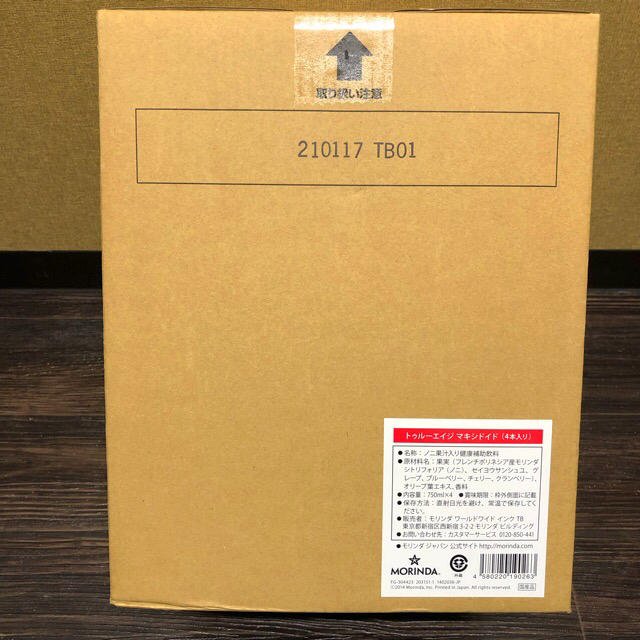 取り扱い注意
210117 TB01
トゥルーエイジ マキシドイド（4本入り）
●名称：ノニ果汁入り健康補助飲料
●原材料名：果実（フレンチポリネシア産モリンダ
シトリフォリア（ノニ）、セイヨウサンシュユ、グ
レープ、ブルーベリー、チェリー、クランベリー）、
オリーブ葉エキス、香料
●内容量：750ml×4 ●賞味期限：枠外側面に記載
●保存方法：直射日光を避け、常温で保存してく
ださい。
●販売者：モリンダ ワールドワイド インク TB
東京都新宿区西新宿 3-2-2 モリンダ ビルディング
●お問い合わせ先：カスタマーサービス 0120-850-441
●モリンダ ジャパン 公式サイト http://morinda.com
MORINDA
外装
4 580220 190263
FG-304423 203151-1 1402036-JP
©2014 Morinda, Inc. Printed in Japan. All rights reserved.
国産品